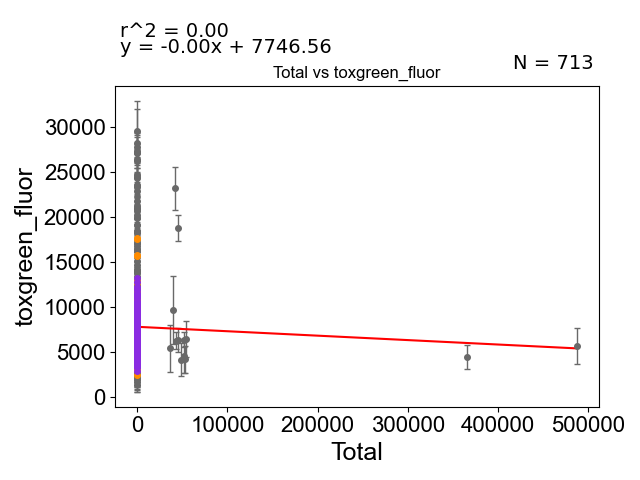 r^2 = 0.00
y = -0.00x + 7746.56
N = 713
Total vs toxgreen_fluor
30000
25000
20000
15000
10000
5000
0
toxgreen_fluor
0 100000 200000 300000 400000 500000
Total